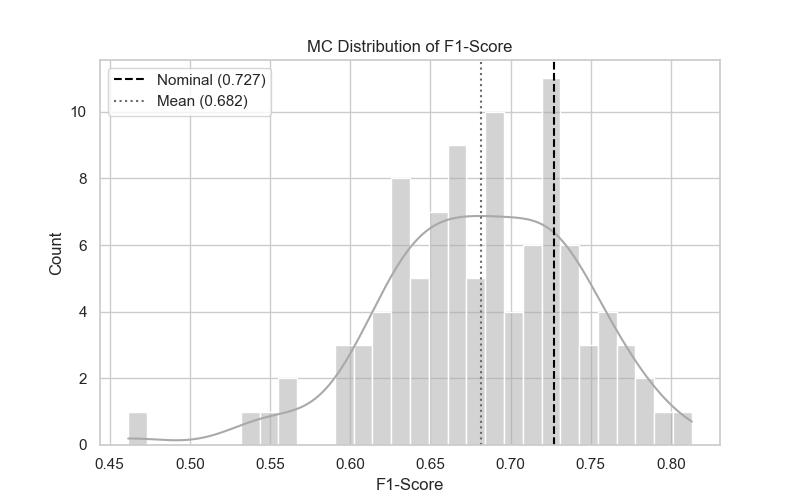 MC Distribution of F1-Score
Nominal (0.727)
Mean (0.682)
Count
10
8
6
4
2
0
0.45 0.50 0.55 0.60 0.65 0.70 0.75 0.80
F1-Score